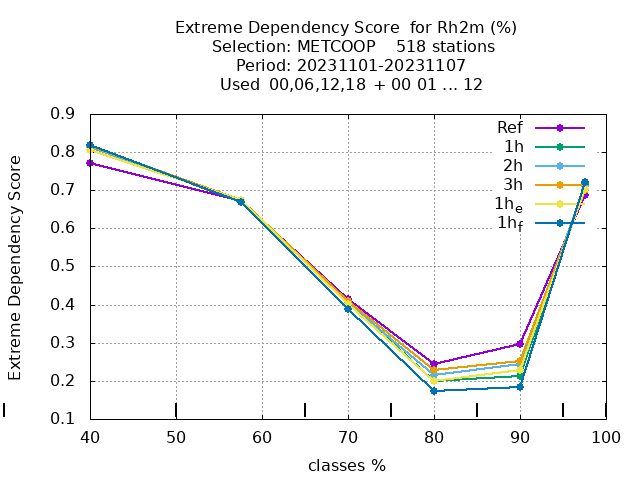 Extreme Dependency Score  for Rh2m (%)
Selection: METCOOP    518 stations
Period: 20231101-20231107
Used  00,06,12,18  + 00 01 ... 12
Extreme Dependency Score
0.9
0.8
0.7
0.6
0.5
0.4
0.3
0.2
0.1
Ref
1h
2h
3h
1he
1hf
40 50 60 70 80 90 100
classes %